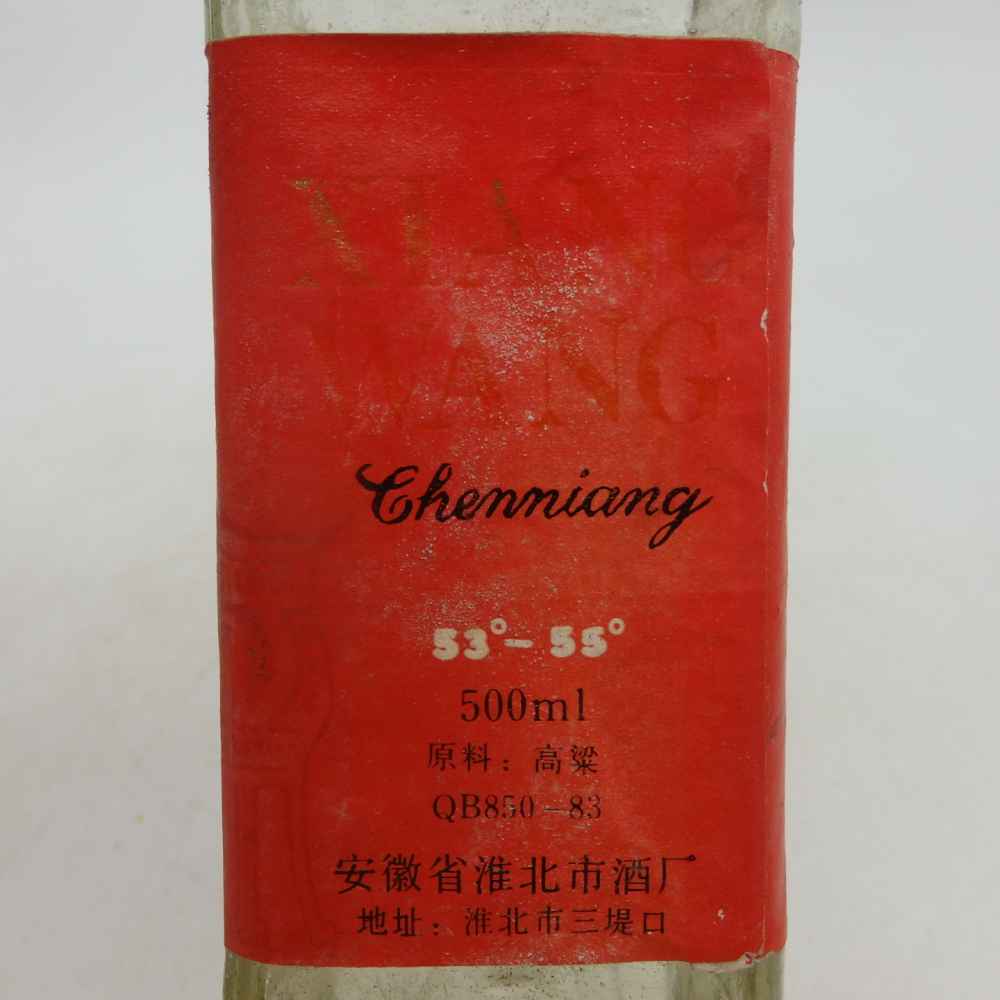 XIANG
WANG
Chenniang
53°-55°
500ml
原料：高粱
QB850-83
安徽省淮北市酒厂
地址：淮北市三堤口